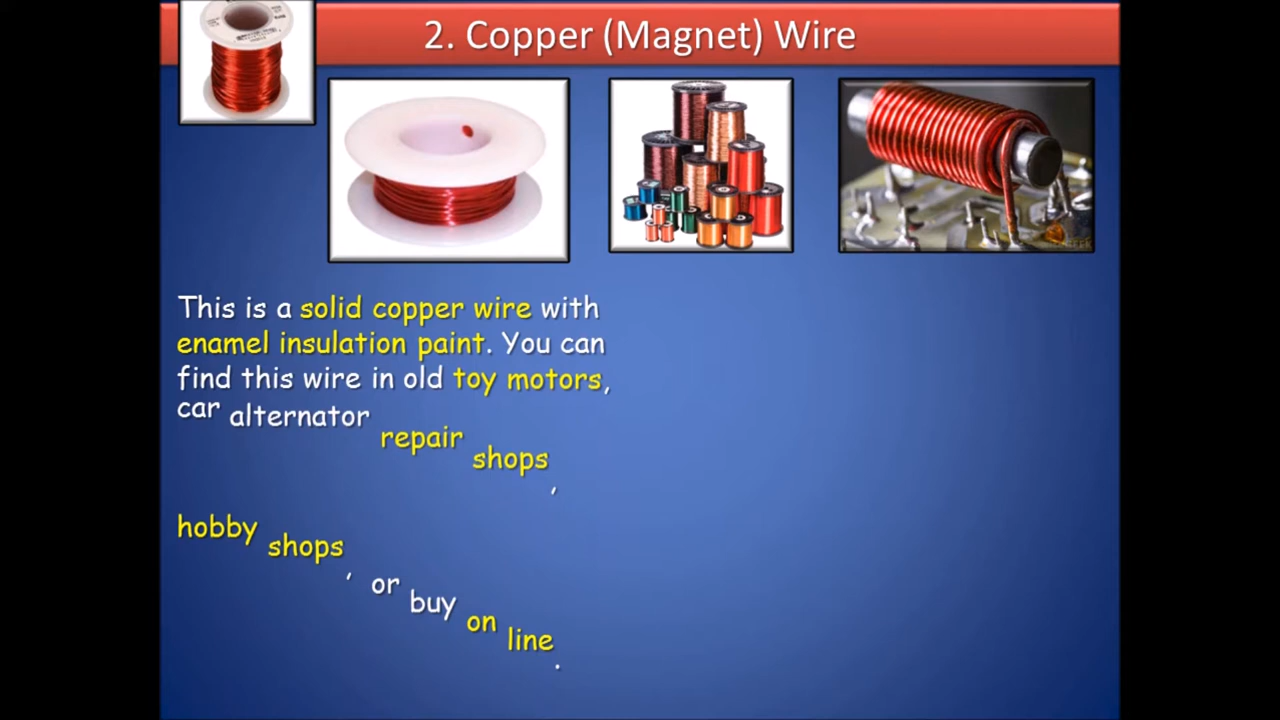 2. Copper (Magnet) Wire
This is a solid copper wire with
enamel insulation paint. You can
find this wire in old toy motors,
car alternator repair shops,
hobby shops, or buy on line.